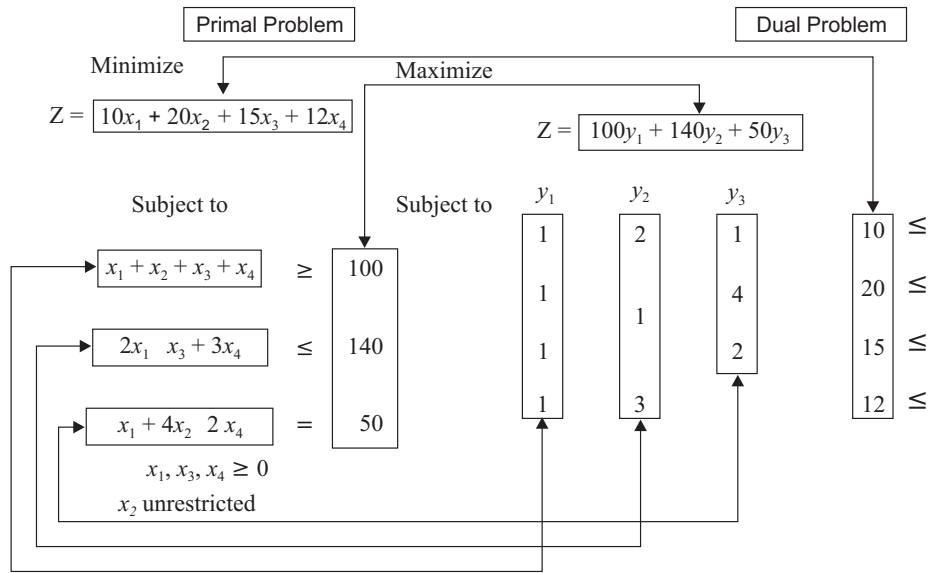 Primal Problem
Dual Problem
Minimize
Maximize
Z = 10x₁ + 20x₂ + 15x₃ + 12x₄
Z = 100y₁ + 140y₂ + 50y₃
Subject to
Subject to
y₁ y₂ y₃
1 2 1 10 ≤
x₁ + x₂ + x₃ + x₄ ≥ 100
1 4 20 ≤
1
2x₁ x₃ + 3x₄ ≤ 140
1 2 15 ≤
1 3 12 ≤
x₁ + 4x₂ 2 x₄ = 50
x₁, x₃, x₄ ≥ 0
x₂ unrestricted